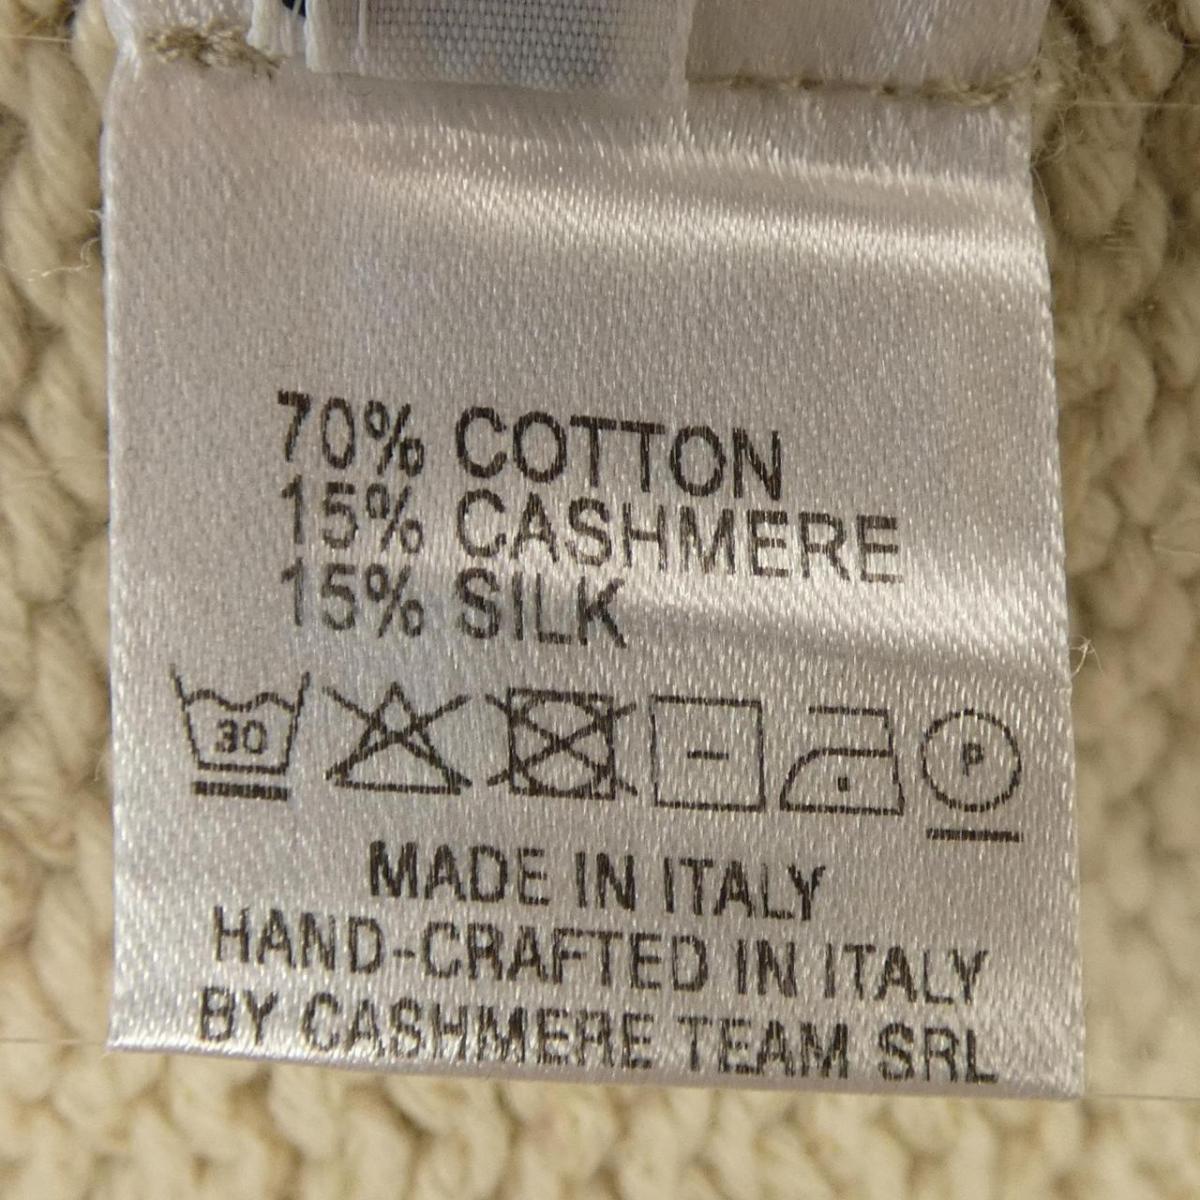 70% COTTON
15% CASHMERE
15% SILK
30
P
MADE IN ITALY
HAND-CRAFTED IN ITALY
BY CASHMERE TEAM SRL